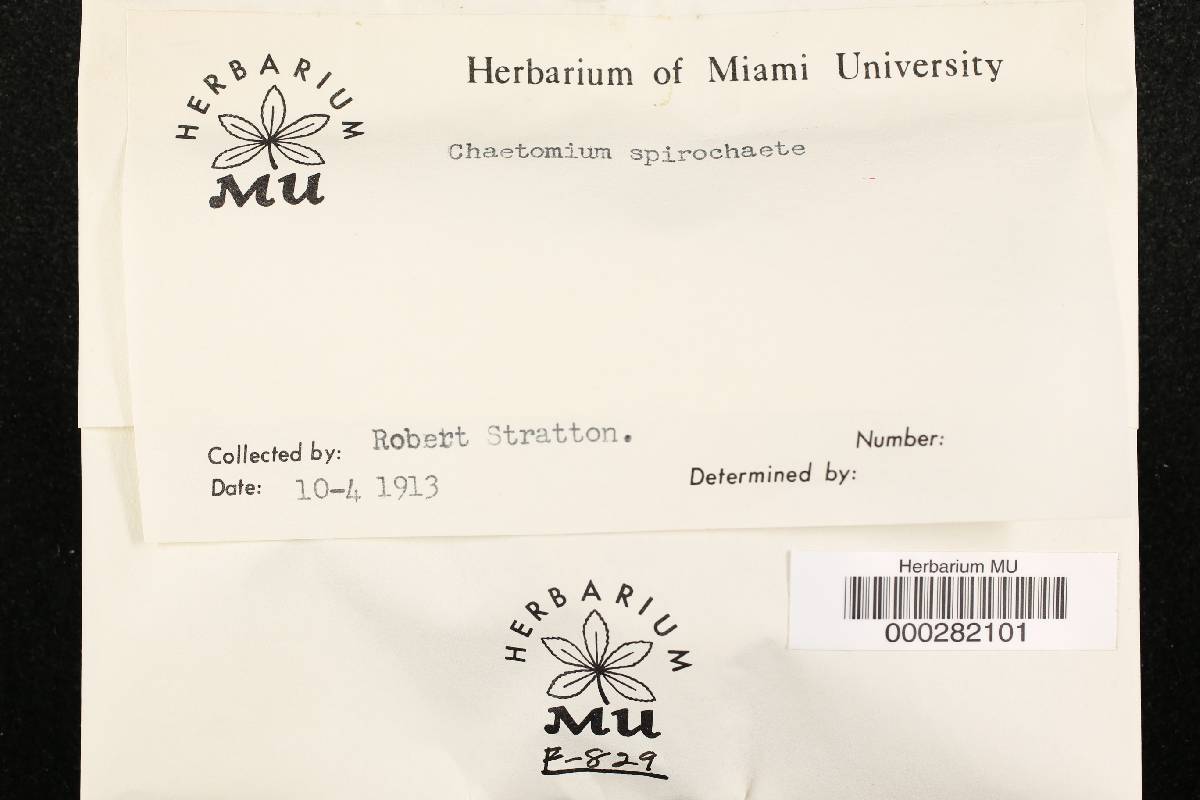 HERBARIUM
MU
Herbarium of Miami University
Chaetomium spirochaete
Collected by: Robert Stratton.
Number:
Date: 10-4 1913
Determined by:
Herbarium MU
000282101
HERBARIUM
MU
F-829